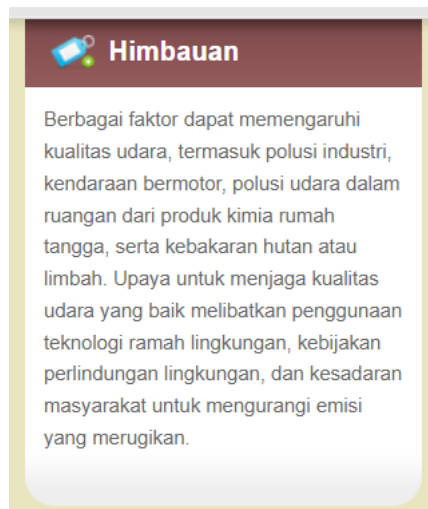 Himbauan
Berbagai faktor dapat memengaruhi
kualitas udara, termasuk polusi industri,
kendaraan bermotor, polusi udara dalam
ruangan dari produk kimia rumah
tangga, serta kebakaran hutan atau
limbah. Upaya untuk menjaga kualitas
udara yang baik melibatkan penggunaan
teknologi ramah lingkungan, kebijakan
perlindungan lingkungan, dan kesadaran
masyarakat untuk mengurangi emisi
yang merugikan.